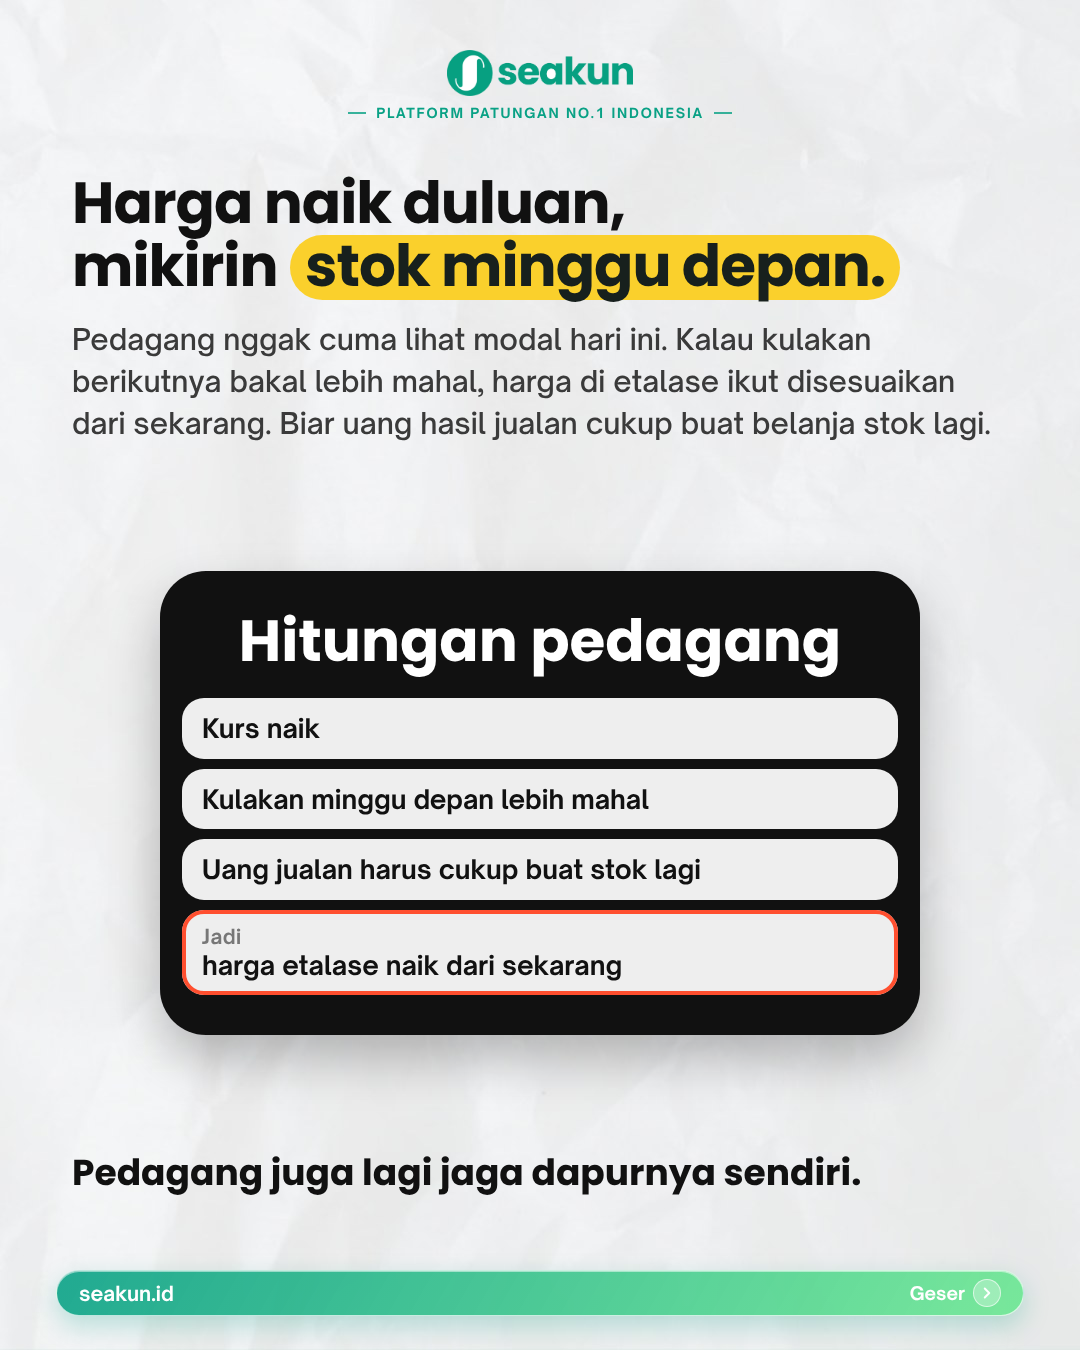 seakun
PLATFORM PATUNGAN NO.1 INDONESIA
Harga naik duluan,
mikirin stok minggu depan.
Pedagang nggak cuma lihat modal hari ini. Kalau kulakan
berikutnya bakal lebih mahal, harga di etalase ikut disesuaikan
dari sekarang. Biar uang hasil jualan cukup buat belanja stok lagi.
Hitungan pedagang
Kurs naik
Kulakan minggu depan lebih mahal
Uang jualan harus cukup buat stok lagi
Jadi
harga etalase naik dari sekarang
Pedagang juga lagi jaga dapurnya sendiri.
seakun.id
Geser